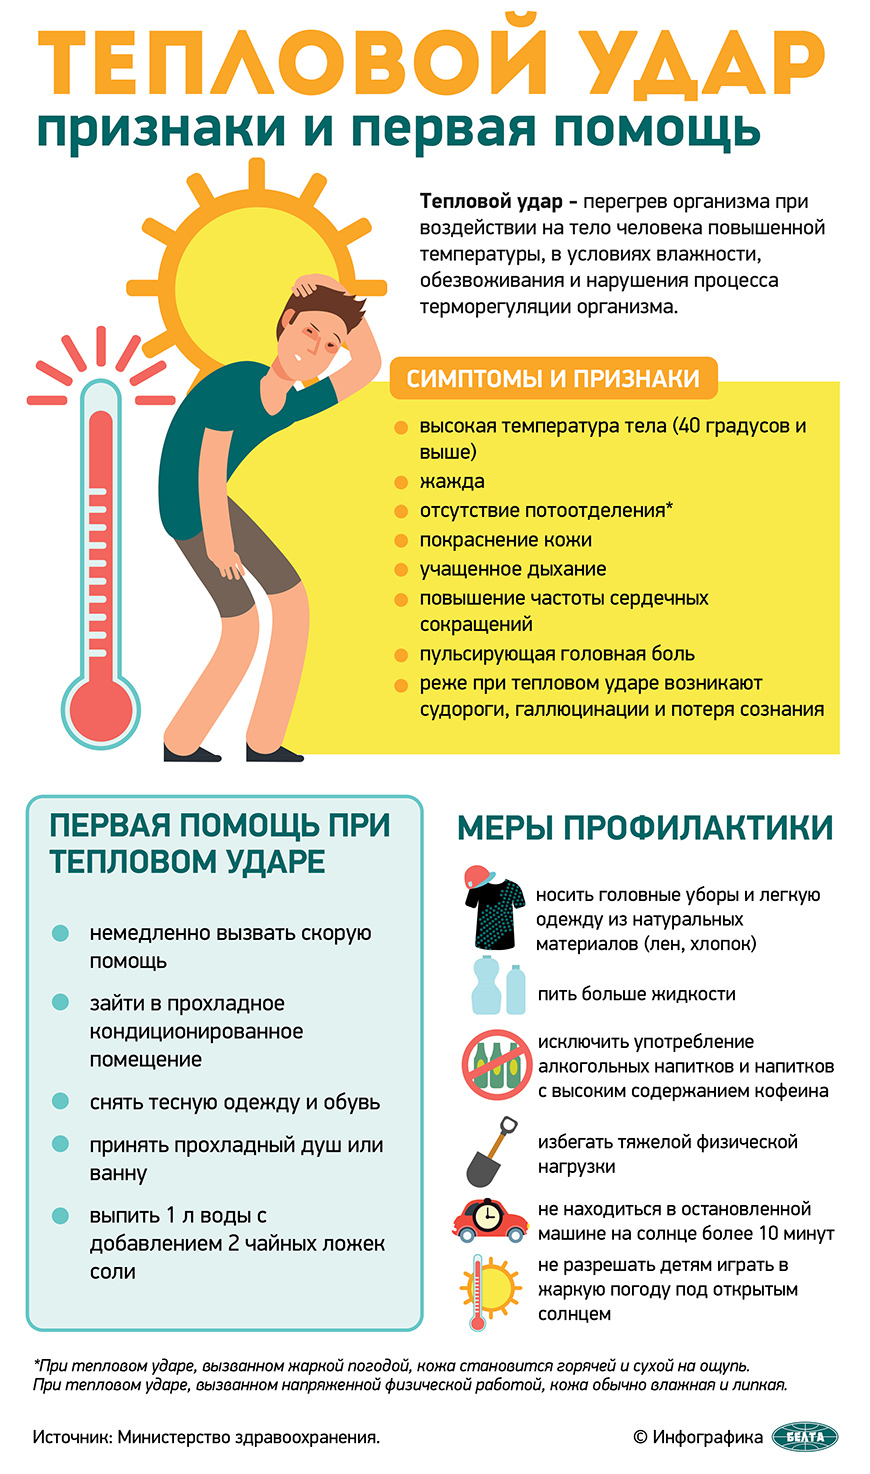 ТЕПЛОВОЙ УДАР
признаки и первая помощь
Тепловой удар - перегрев организма при
воздействии на тело человека повышенной
температуры, в условиях влажности,
обезвоживания и нарушения процесса
терморегуляции организма.
СИМПТОМЫ И ПРИЗНАКИ
высокая температура тела (40 градусов и
выше)
жажда
отсутствие потоотделения*
покраснение кожи
учащенное дыхание
повышение частоты сердечных
сокращений
пульсирующая головная боль
реже при тепловом ударе возникают
судороги, галлюцинации и потеря сознания
ПЕРВАЯ ПОМОЩЬ ПРИ
ТЕПЛОВОМ УДАРЕ
немедленно вызвать скорую
помощь
зайти в прохладное
кондиционированное
помещение
снять тесную одежду и обувь
принять прохладный душ или
ванну
выпить 1 л воды с
добавлением 2 чайных ложек
соли
МЕРЫ ПРОФИЛАКТИКИ
носить головные уборы и легкую
одежду из натуральных
материалов (лен, хлопок)
пить больше жидкости
исключить употребление
алкогольных напитков и напитков
с высоким содержанием кофеина
избегать тяжелой физической
нагрузки
не находиться в остановленной
машине на солнце более 10 минут
не разрешать детям играть в
жаркую погоду под открытым
солнцем
*При тепловом ударе, вызванном жаркой погодой, кожа становится горячей и сухой на ощупь.
При тепловом ударе, вызванном напряженной физической работой, кожа обычно влажная и липкая.
Источник: Министерство здравоохранения.
© Инфографика БЕЛТА